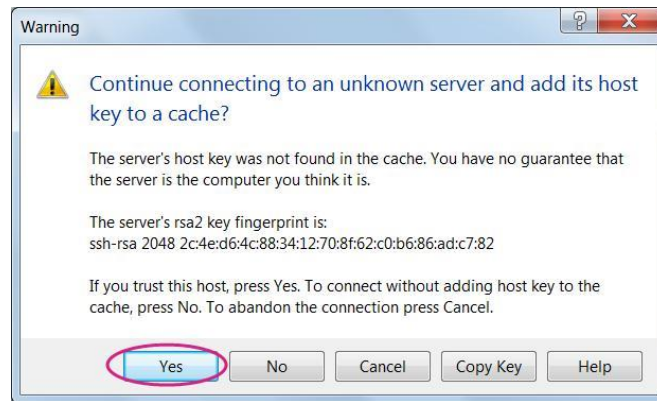 Warning
Continue connecting to an unknown server and add its host
key to a cache?
The server's host key was not found in the cache. You have no guarantee that
the server is the computer you think it is.
The server's rsa2 key fingerprint is:
ssh-rsa 2048 2c:4e:d6:4c:88:34:12:70:8f:62:c0:b6:86:ad:c7:82
If you trust this host, press Yes. To connect without adding host key to the
cache, press No. To abandon the connection press Cancel.
Yes No Cancel Copy Key Help